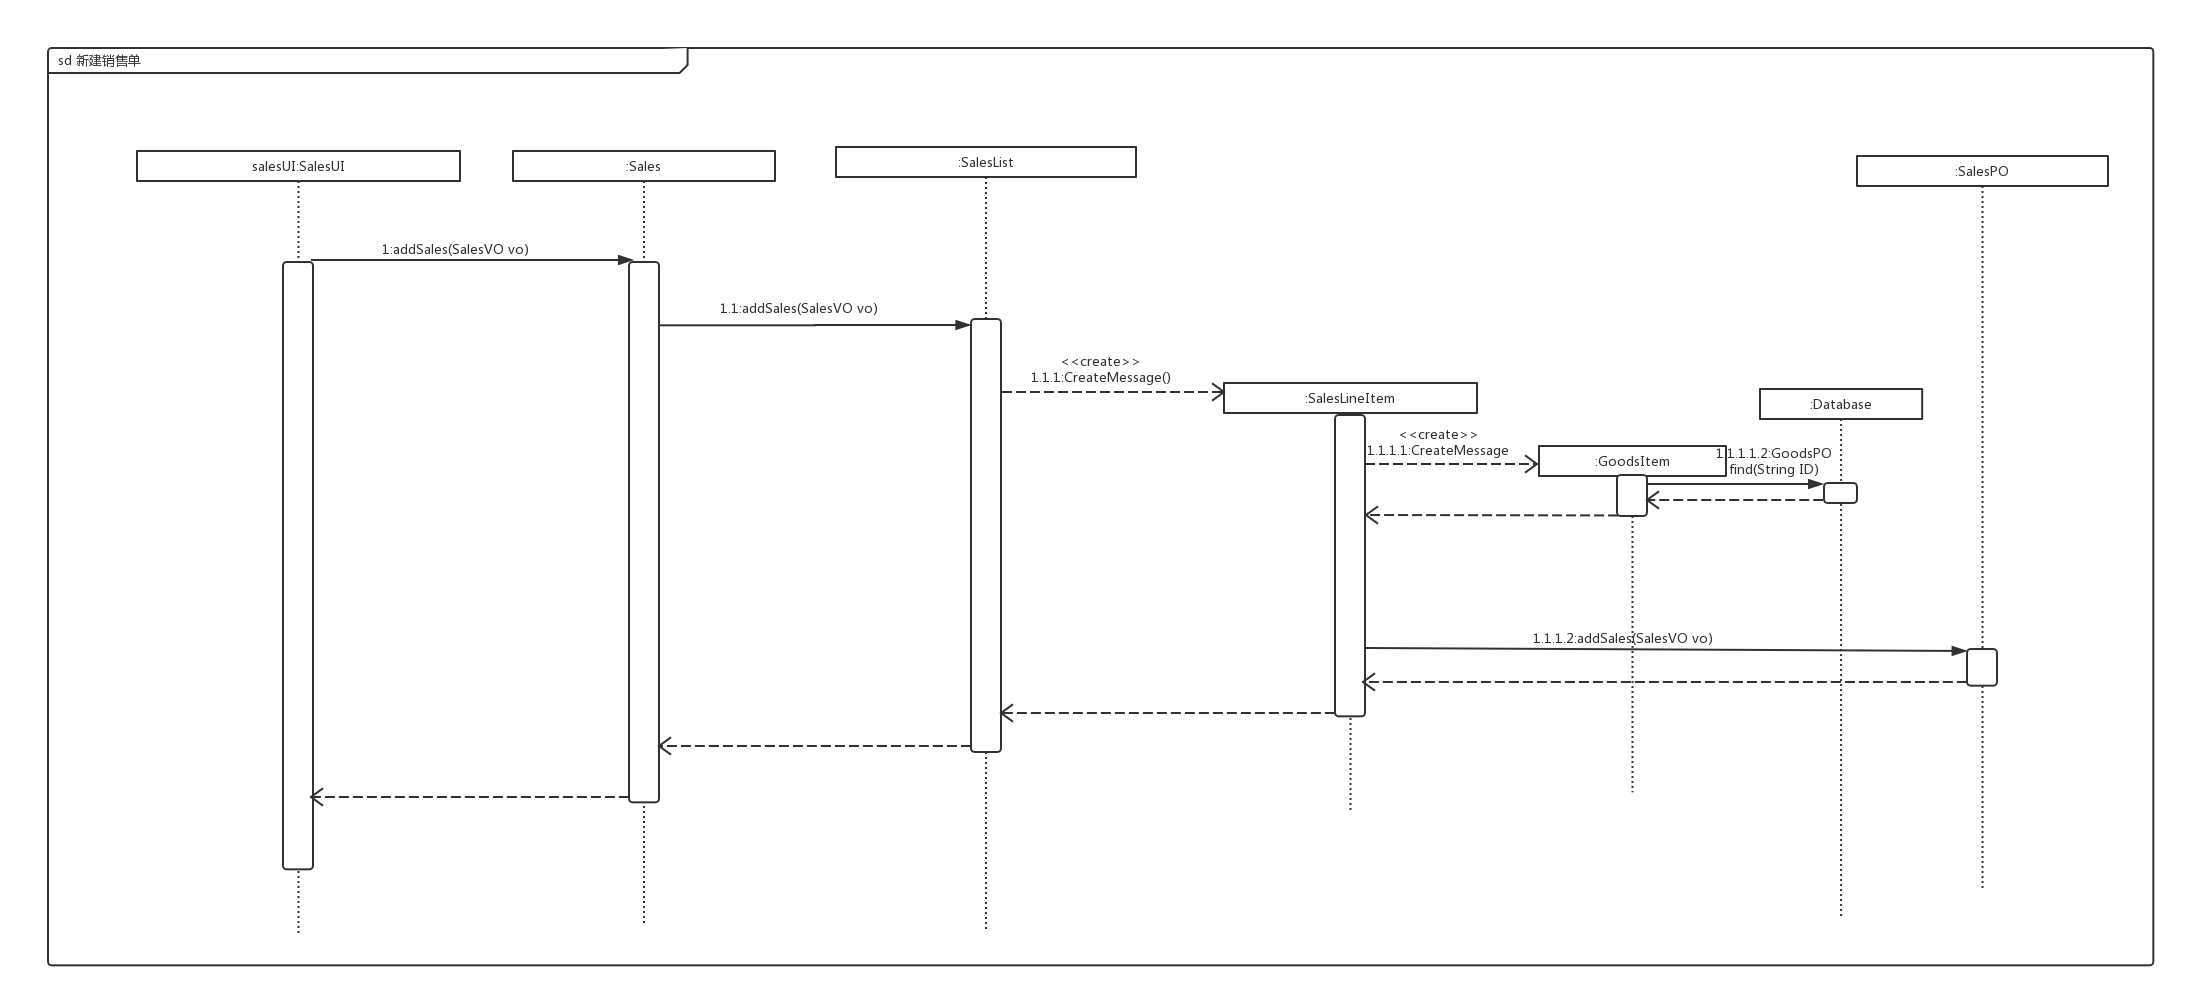 sd 新建销售单
salesUI:SalesUI
:Sales
:SalesList
:SalesPO
1:addSales(SalesVO vo)
1.1:addSales(SalesVO vo)
<<create>>
1.1.1:CreateMessage()
:SalesLineItem
:Database
<<create>>
1.1.1.1:CreateMessage
:GoodsItem
1.1.1.1.2:GoodsPO
find(String ID)
1.1.1.2:addSales(SalesVO vo)